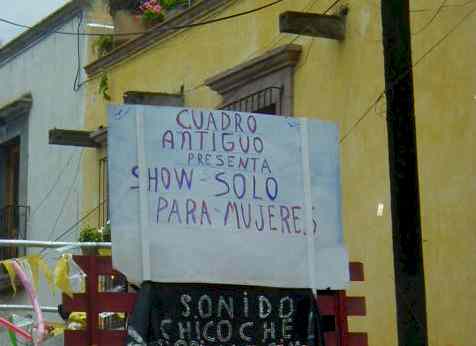 CUADRO
ANTIGUO
PRESENTA
SHOW-SOLO
PARA-MUJERES
SONIDO
CHICOCHE